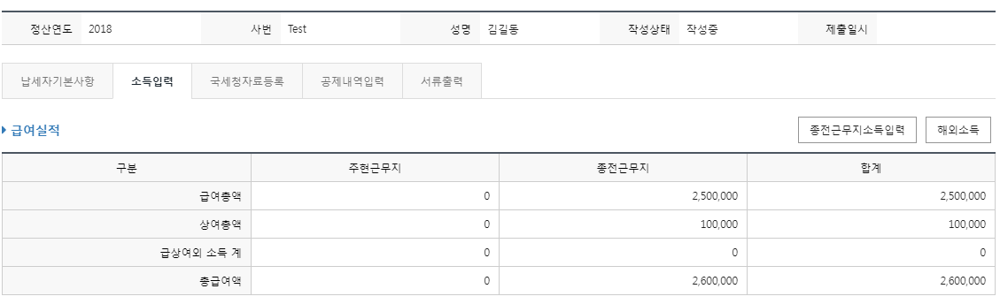 정산연도 2018 사번 Test 성명 김길동 작성상태 작성중 제출일시
납세자기본사항 소득입력 국세청자료등록 공제내역입력 서류출력
급여실적 종전근무지소득입력 해외소득
구분 주현근무지 종전근무지 합계
급여총액 0 2,500,000 2,500,000
상여총액 0 100,000 100,000
급상여외 소득 계 0 0 0
총급여액 0 2,600,000 2,600,000